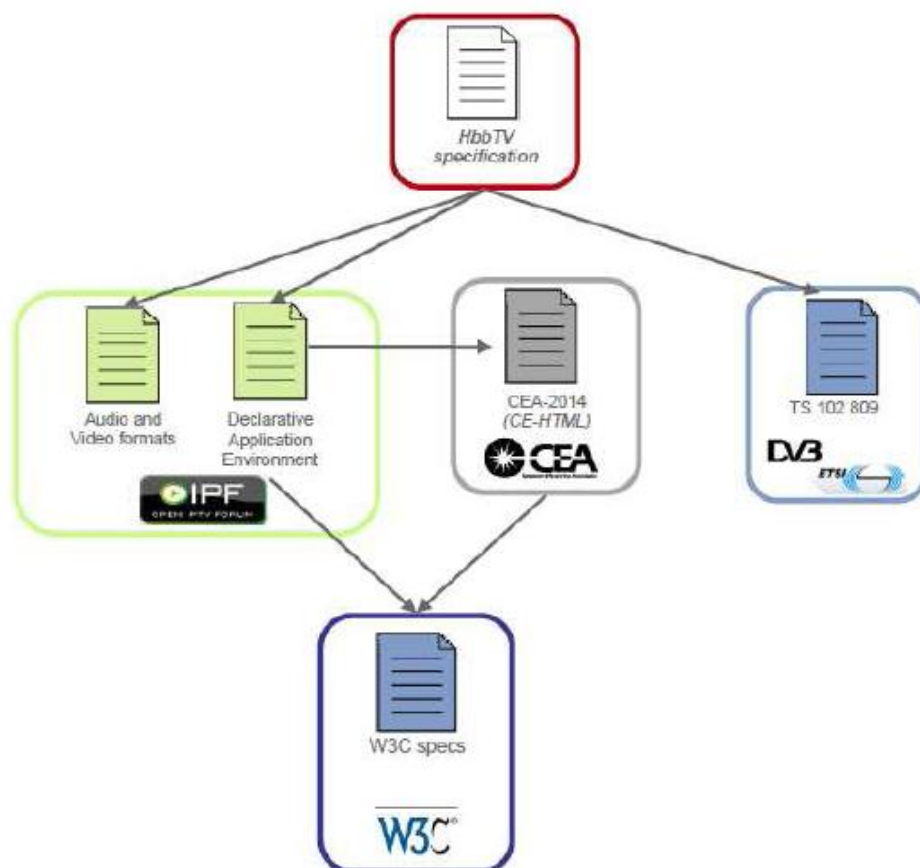 HbbTV
specification
Audio and
Video formats
Declarative
Application
Environment
CEA-2014
(CE-HTML)
TS 102 809
IPF
OPEN IPTV FORUM
CEA
DVB
ETSI
W3C specs
W3C®